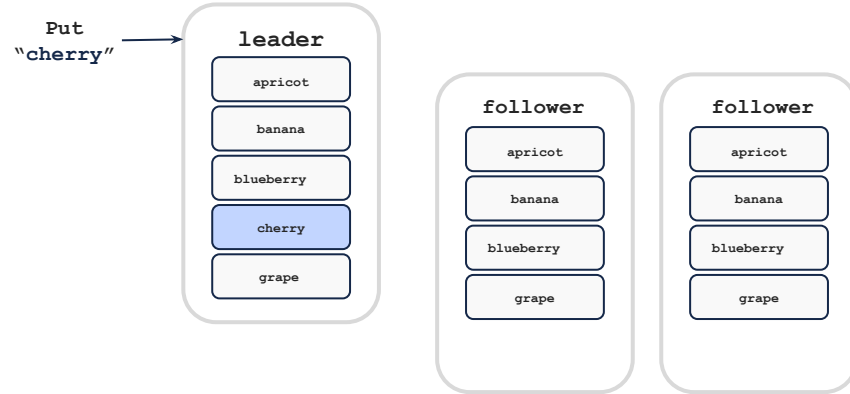 Put
“cherry”
leader
apricot
banana
blueberry
cherry
grape
follower
apricot
banana
blueberry
grape
follower
apricot
banana
blueberry
grape